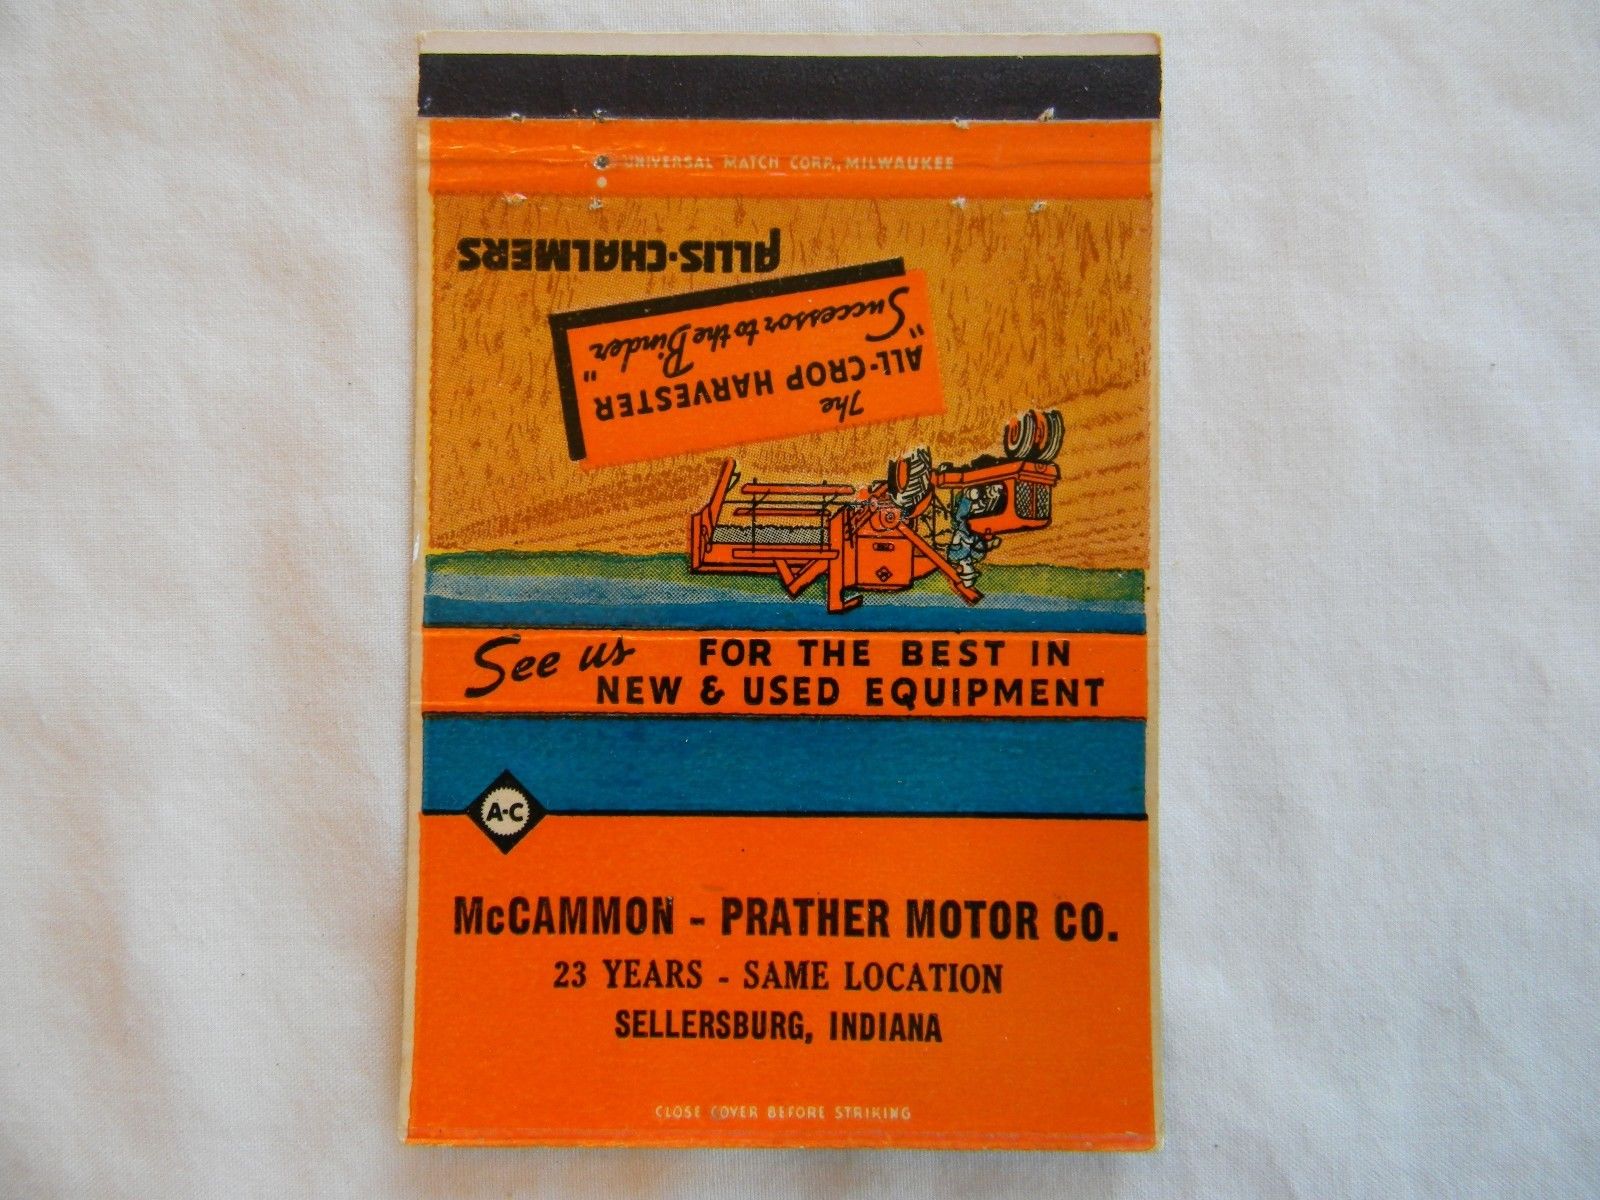 UNIVERSAL MATCH CORP., MILWAUKEE
ALLIS-CHALMERS
The
ALL-CROP HARVESTER
"Successor to the Binder"
See us FOR THE BEST IN
NEW & USED EQUIPMENT
A-C
McCAMMON - PRATHER MOTOR CO.
23 YEARS - SAME LOCATION
SELLERSBURG, INDIANA
CLOSE COVER BEFORE STRIKING